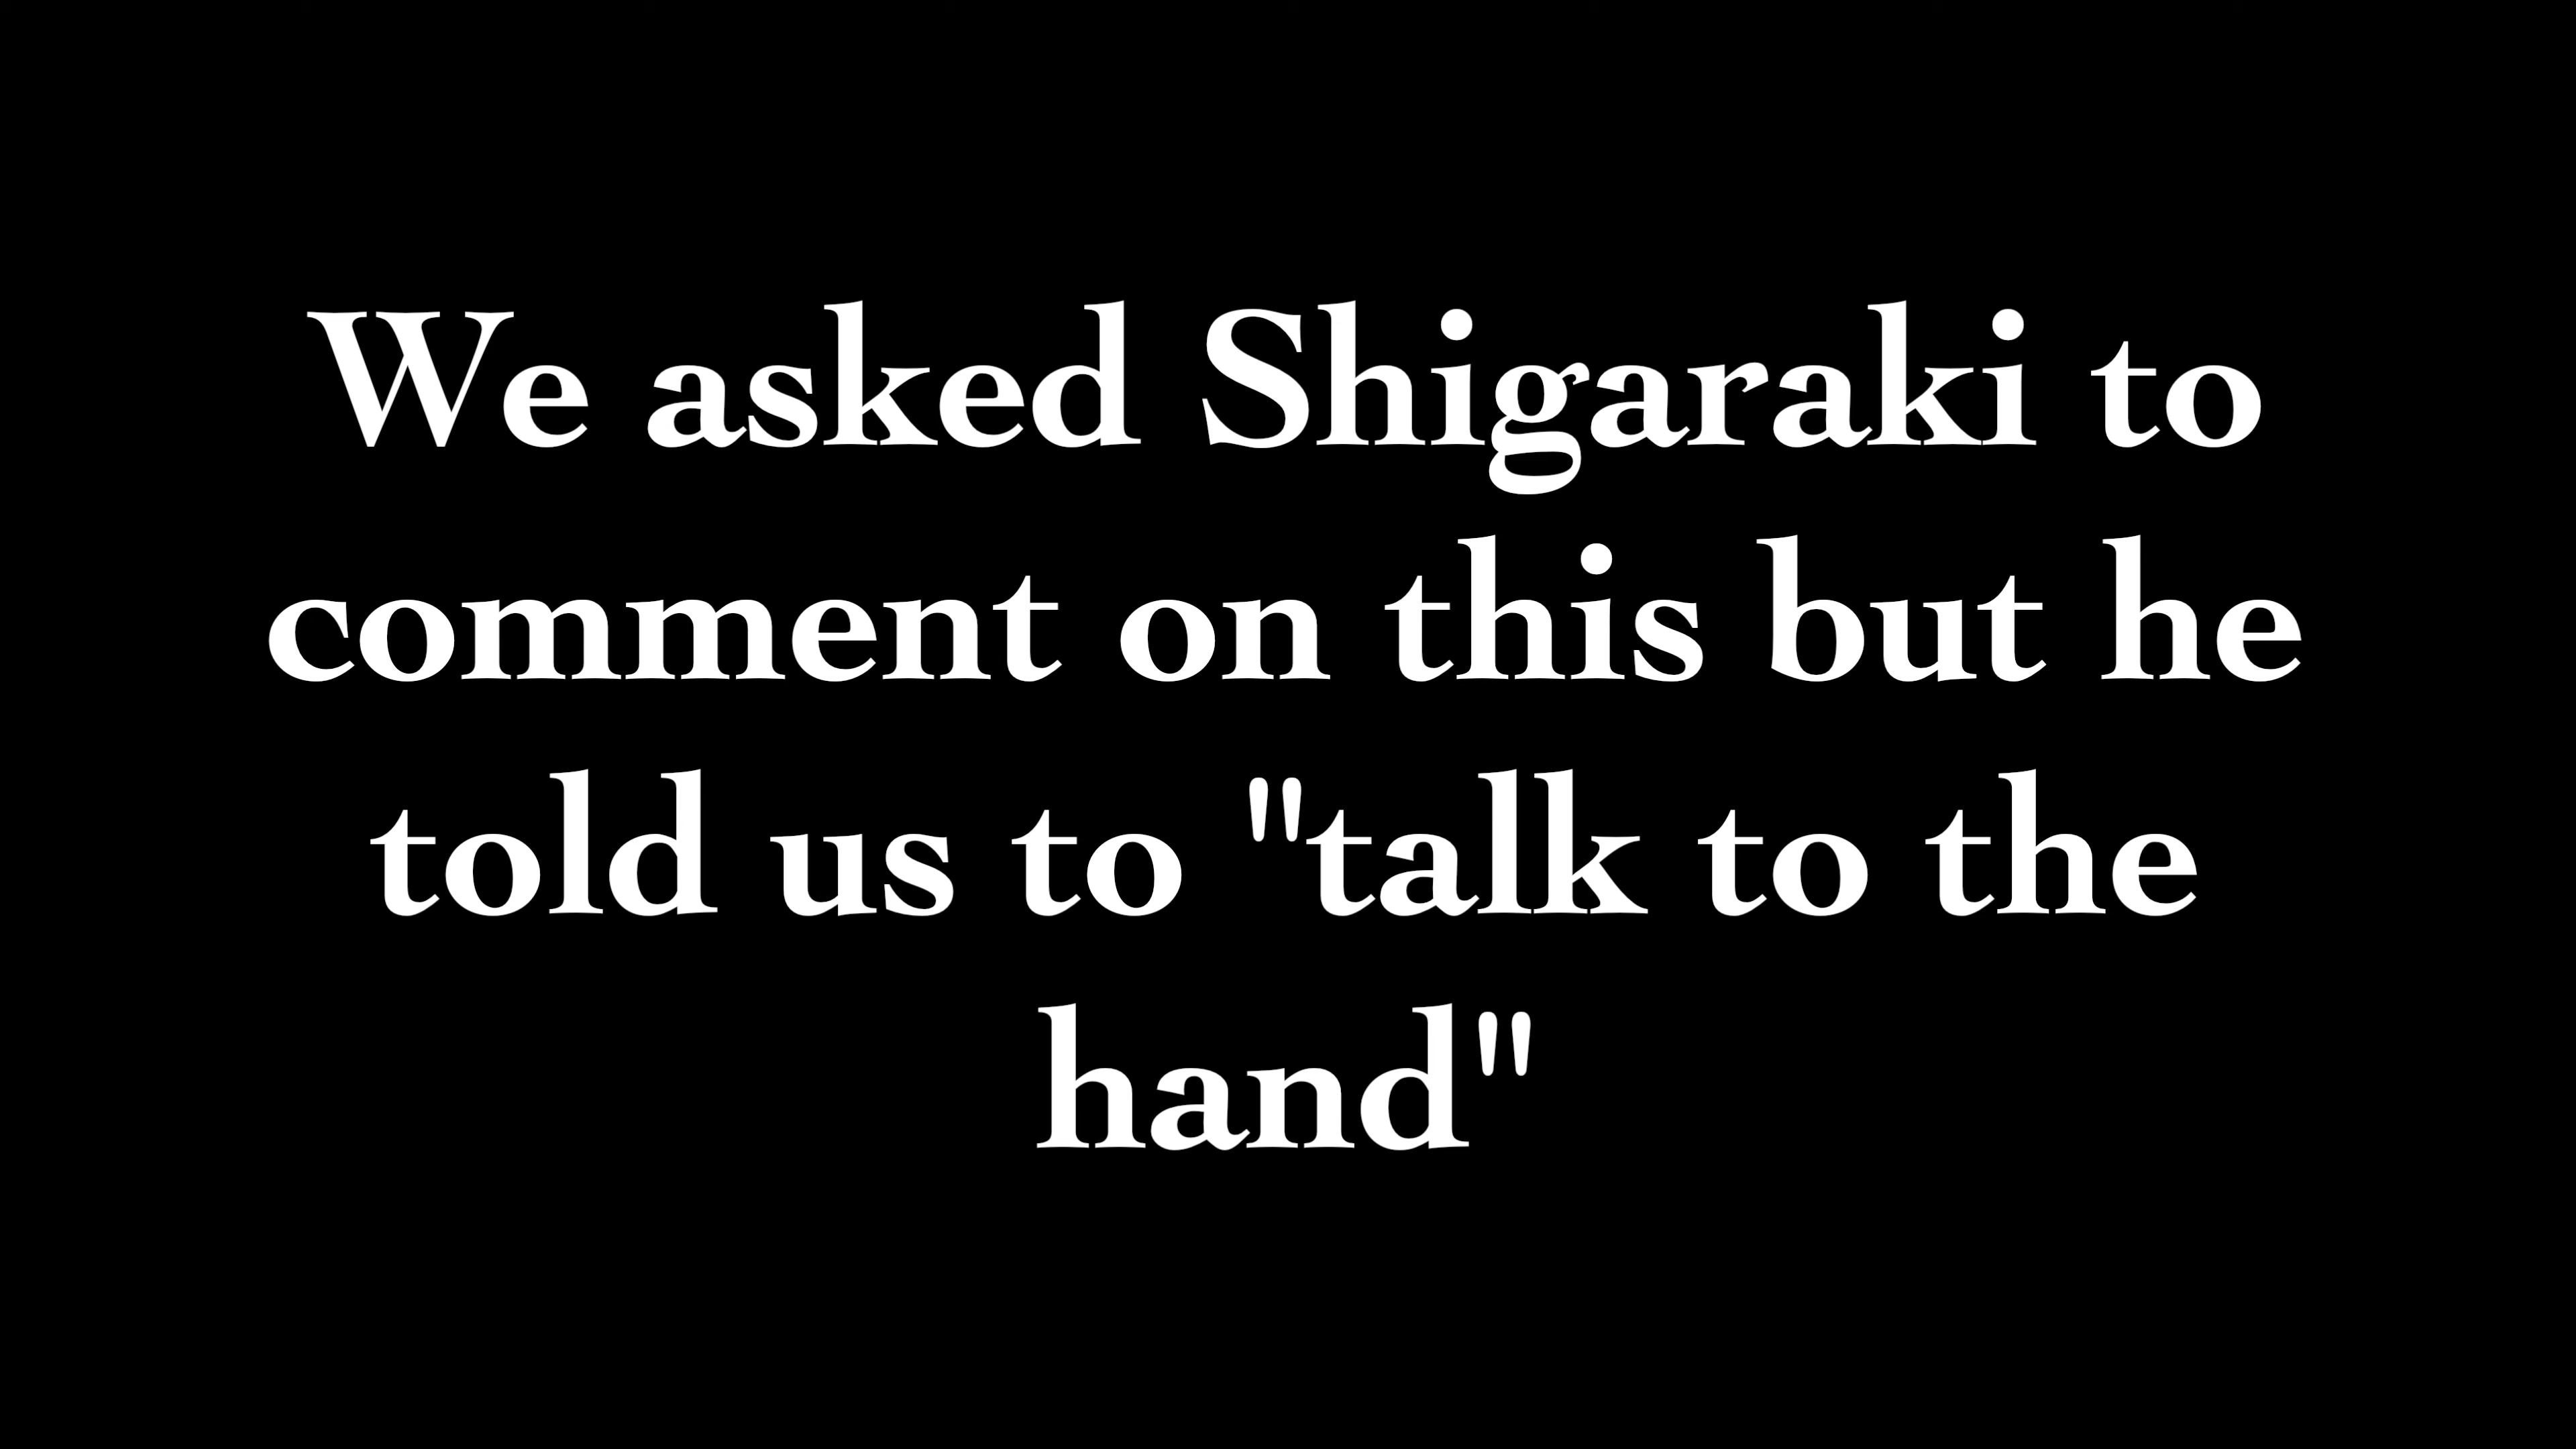 We asked Shigaraki to
comment on this but he
told us to "talk to the
hand"